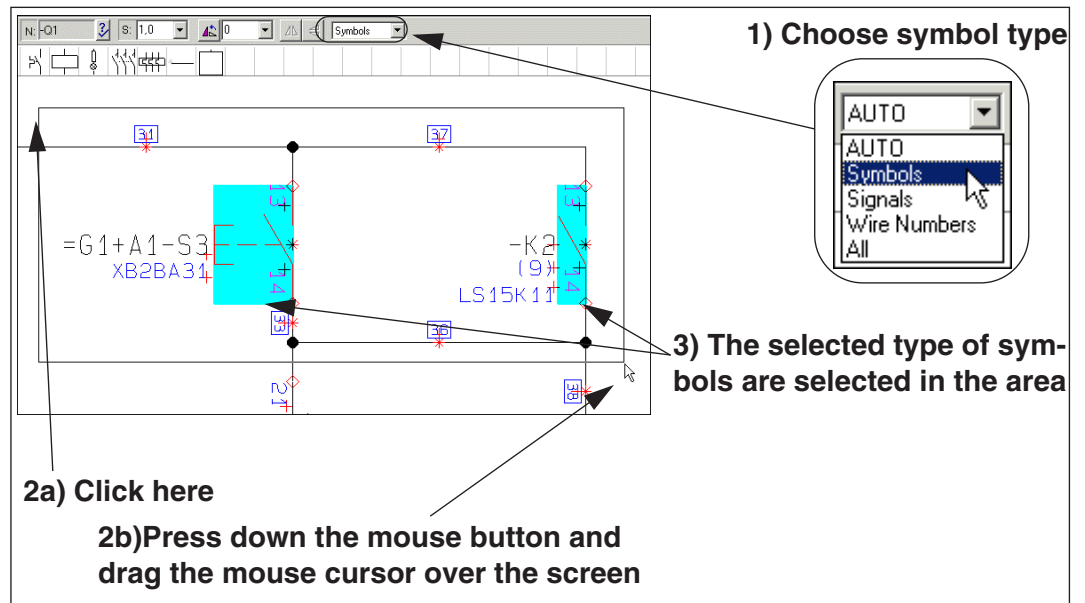 N: -Q1 S: 1,0 0 Symbols
1) Choose symbol type
AUTO
AUTO
Symbols
Signals
Wire Numbers
All
31
37
13
13
=G1+A1-S3
XB2BA31
-K2
(9)
LS15K11
14
14
33
36
21
38
3) The selected type of sym-
bols are selected in the area
2a) Click here
2b)Press down the mouse button and
drag the mouse cursor over the screen